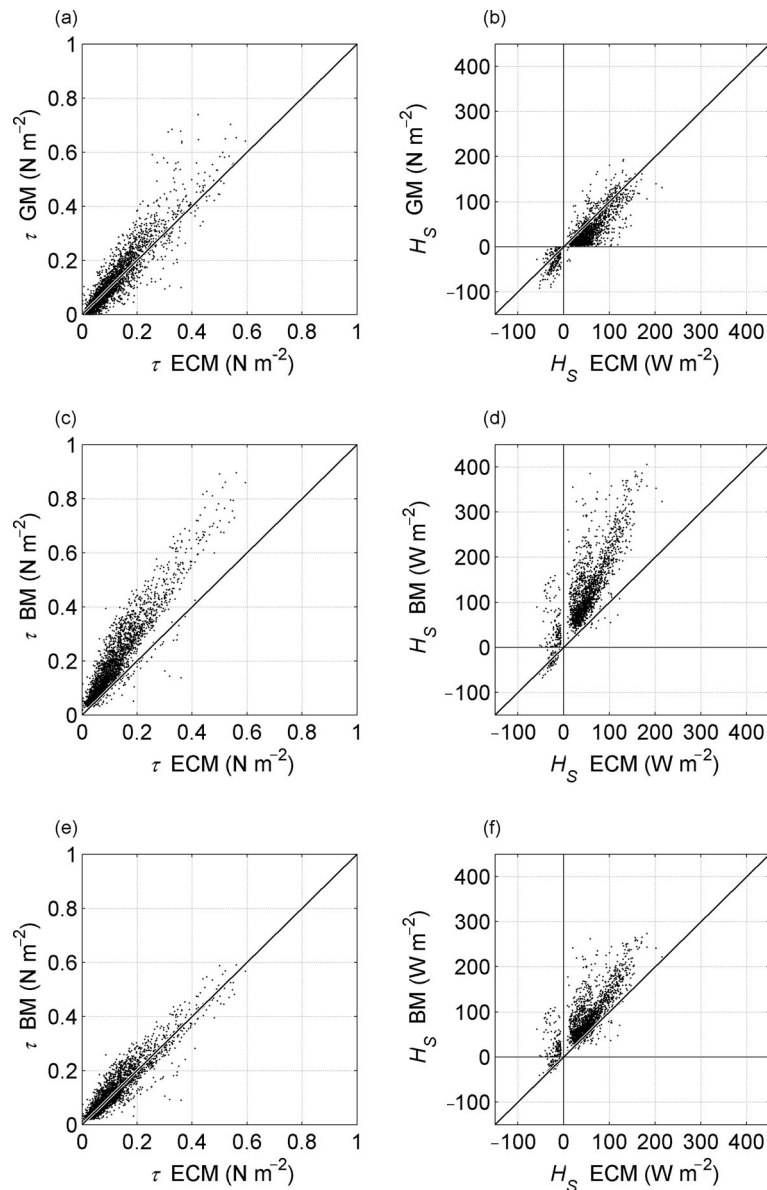 (a)
1
0.8
0.6
0.4
0.2
0
τ GM (N m−2)
0 0.2 0.4 0.6 0.8 1
τ ECM (N m−2)
(b)
400
300
200
100
0
−100
H_S GM (N m−2)
−100 0 100 200 300 400
H_S ECM (W m−2)
(c)
1
0.8
0.6
0.4
0.2
0
τ BM (N m−2)
0 0.2 0.4 0.6 0.8 1
τ ECM (N m−2)
(d)
400
300
200
100
0
−100
H_S BM (W m−2)
−100 0 100 200 300 400
H_S ECM (W m−2)
(e)
1
0.8
0.6
0.4
0.2
0
τ BM (N m−2)
0 0.2 0.4 0.6 0.8 1
τ ECM (N m−2)
(f)
400
300
200
100
0
−100
H_S BM (W m−2)
−100 0 100 200 300 400
H_S ECM (W m−2)